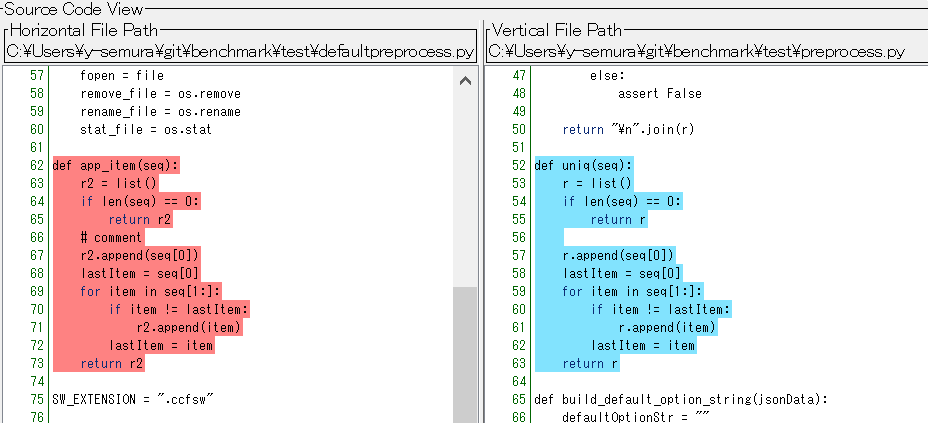 Source Code View
Horizontal File Path
C:¥Users¥y-semura¥git¥benchmark¥test¥defaultpreprocess.py
57 fopen = file
58 remove_file = os.remove
59 rename_file = os.rename
60 stat_file = os.stat
61
62 def app_item(seq):
63 r2 = list()
64 if len(seq) == 0:
65 return r2
66 # comment
67 r2.append(seq[0])
68 lastItem = seq[0]
69 for item in seq[1:]:
70 if item != lastItem:
71 r2.append(item)
72 lastItem = item
73 return r2
74
75 SW_EXTENSION = ".ccfsw"
76
Vertical File Path
C:¥Users¥y-semura¥git¥benchmark¥test¥preprocess.py
47 else:
48 assert False
49
50 return "¥n".join(r)
51
52 def uniq(seq):
53 r = list()
54 if len(seq) == 0:
55 return r
56
57 r.append(seq[0])
58 lastItem = seq[0]
59 for item in seq[1:]:
60 if item != lastItem:
61 r.append(item)
62 lastItem = item
63 return r
64
65 def build_default_option_string(jsonData):
66 defaultOptionStr = ""